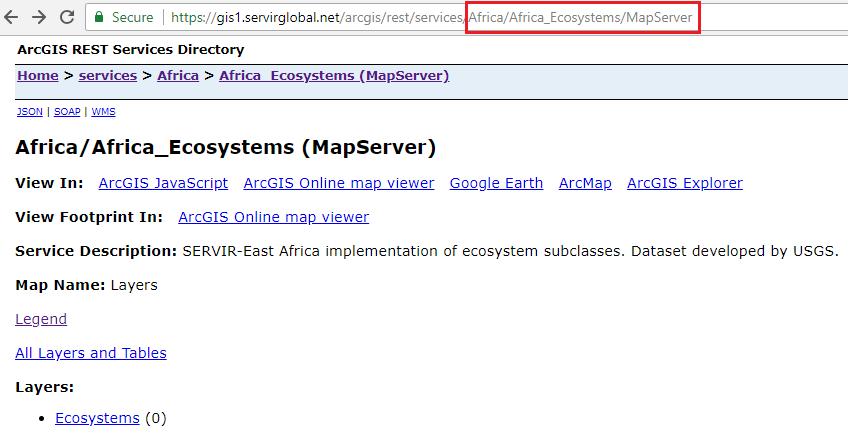 Secure | https://gis1.servirglobal.net/arcgis/rest/services/Africa/Africa_Ecosystems/MapServer
ArcGIS REST Services Directory
Home > services > Africa > Africa_Ecosystems (MapServer)
JSON | SOAP | WMS
Africa/Africa_Ecosystems (MapServer)
View In: ArcGIS JavaScript ArcGIS Online map viewer Google Earth ArcMap ArcGIS Explorer
View Footprint In: ArcGIS Online map viewer
Service Description: SERVIR-East Africa implementation of ecosystem subclasses. Dataset developed by USGS.
Map Name: Layers
Legend
All Layers and Tables
Layers:
• Ecosystems (0)